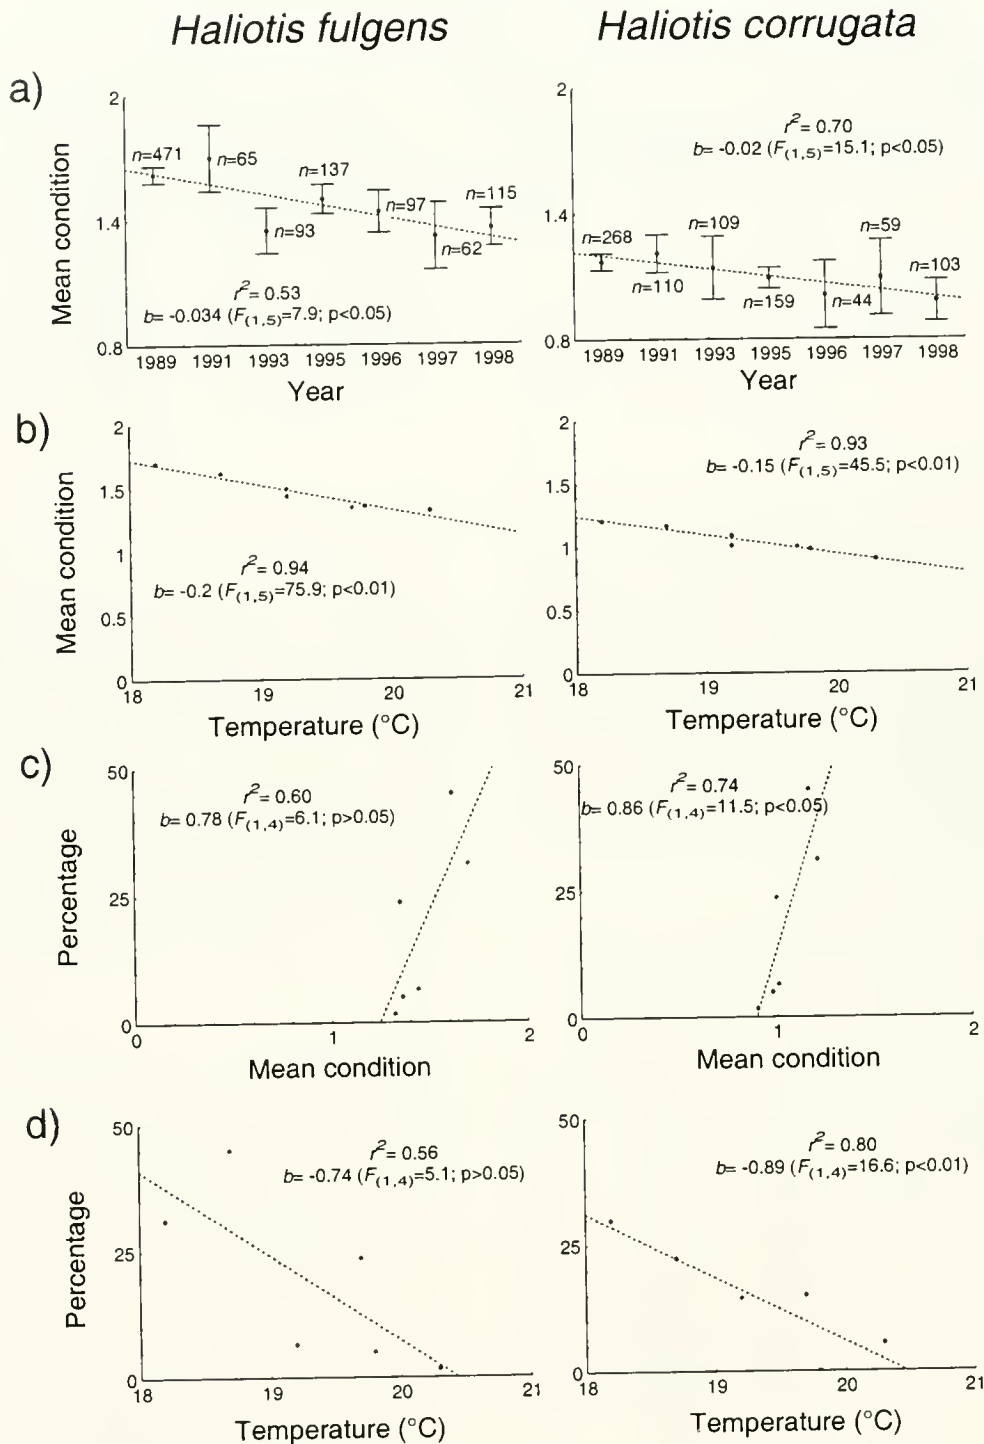 Haliotis fulgens
Haliotis corrugata
a)
Mean condition
2
1.4
0.8
n=471
n=65
n=93
n=137
n=97
n=62
n=115
r²= 0.53
b= -0.034 (F(1,5)=7.9; p<0.05)
1989 1991 1993 1995 1996 1997 1998
Year
2
1.4
0.8
r²= 0.70
b= -0.02 (F(1,5)=15.1; p<0.05)
n=268
n=110
n=109
n=159
n=44
n=59
n=103
1989 1991 1993 1995 1996 1997 1998
Year
b)
Mean condition
2
1.5
1
0.5
0
r²= 0.94
b= -0.2 (F(1,5)=75.9; p<0.01)
18 19 20 21
Temperature (°C)
2
1.5
1
0.5
0
r²= 0.93
b= -0.15 (F(1,5)=45.5; p<0.01)
18 19 20 21
Temperature (°C)
c)
Percentage
50
25
0
r²= 0.60
b= 0.78 (F(1,4)=6.1; p>0.05)
0 1 2
Mean condition
50
25
0
r²= 0.74
b= 0.86 (F(1,4)=11.5; p<0.05)
0 1 2
Mean condition
d)
Percentage
50
25
0
r²= 0.56
b= -0.74 (F(1,4)=5.1; p>0.05)
18 19 20 21
Temperature (°C)
50
25
0
r²= 0.80
b= -0.89 (F(1,4)=16.6; p<0.01)
18 19 20 21
Temperature (°C)